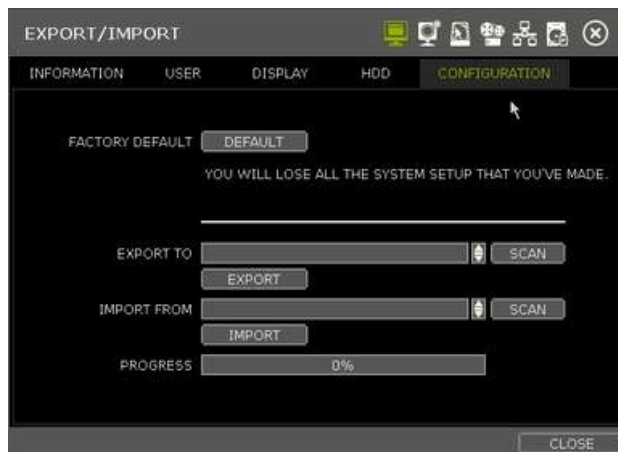 EXPORT/IMPORT
INFORMATION USER DISPLAY HDD CONFIGURATION
FACTORY DEFAULT DEFAULT
YOU WILL LOSE ALL THE SYSTEM SETUP THAT YOU'VE MADE.
EXPORT TO SCAN
EXPORT
IMPORT FROM SCAN
IMPORT
PROGRESS 0%
CLOSE